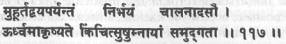 मुहूर्तद्वयपर्यन्तं निर्भयं चालनादसौ ।
ऊर्ध्वमाकृष्यते किंचित्सुषुम्नायां समुद्गता ॥ ११७ ॥